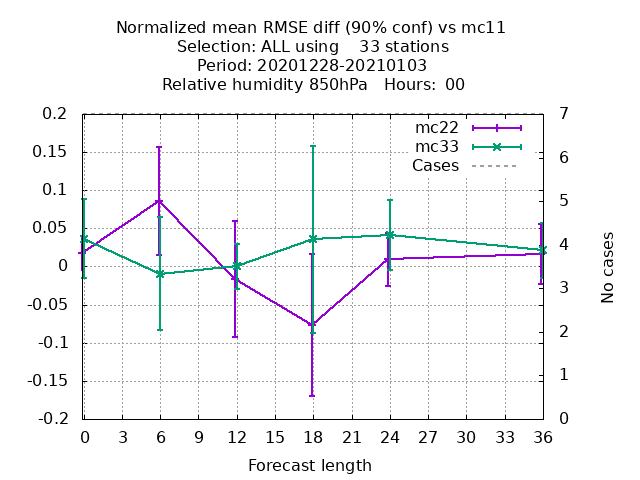 Normalized mean RMSE diff (90% conf) vs mc11
Selection: ALL using    33 stations
Period: 20201228-20210103
Relative humidity 850hPa   Hours:  00
0.2
0.15
0.1
0.05
0
-0.05
-0.1
-0.15
-0.2
7
6
5
4
3
2
1
0
mc22
mc33
Cases
No cases
0 3 6 9 12 15 18 21 24 27 30 33 36
Forecast length